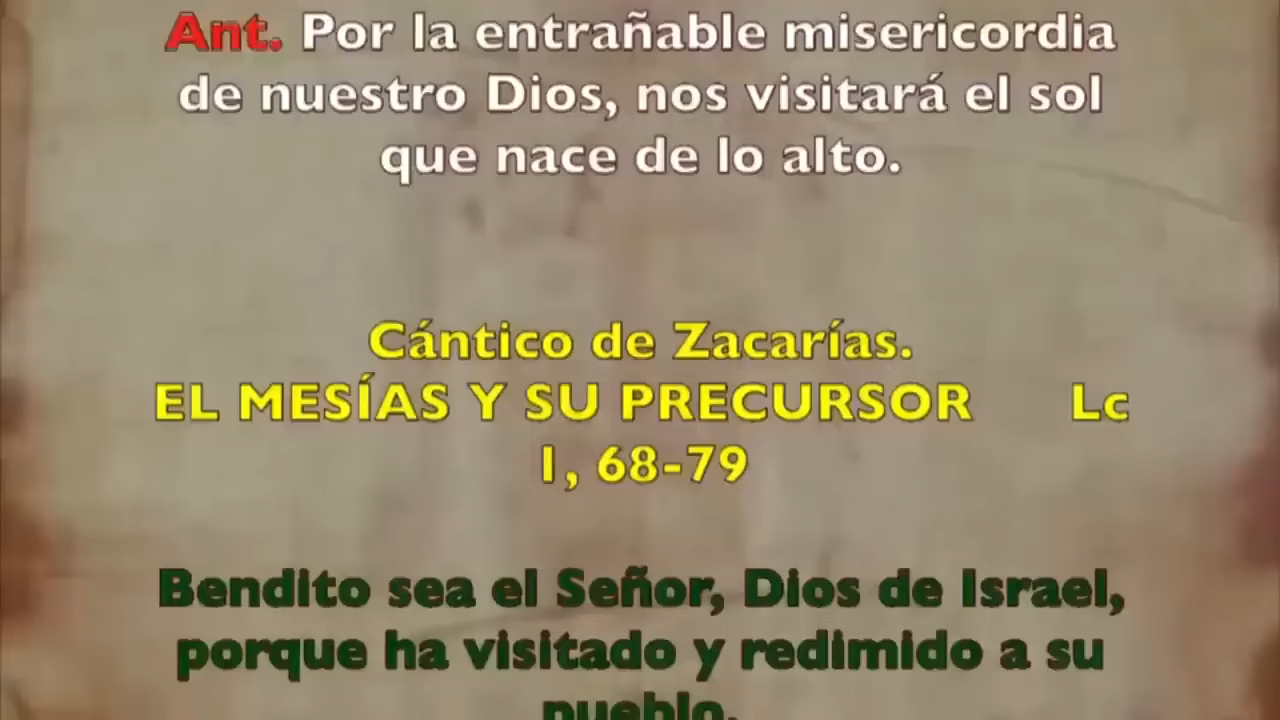 Ant. Por la entrañable misericordia
de nuestro Dios, nos visitará el sol
que nace de lo alto.
Cántico de Zacarías.
EL MESÍAS Y SU PRECURSOR Lc
1, 68-79
Bendito sea el Señor, Dios de Israel,
porque ha visitado y redimido a su
pueblo.